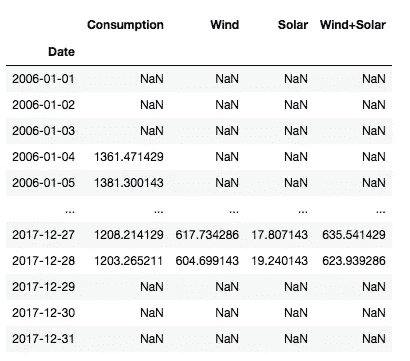 Consumption Wind Solar Wind+Solar
Date
2006-01-01 NaN NaN NaN NaN
2006-01-02 NaN NaN NaN NaN
2006-01-03 NaN NaN NaN NaN
2006-01-04 1361.471429 NaN NaN NaN
2006-01-05 1381.300143 NaN NaN NaN
... ... ... ... ...
2017-12-27 1208.214129 617.734286 17.807143 635.541429
2017-12-28 1203.265211 604.699143 19.240143 623.939286
2017-12-29 NaN NaN NaN NaN
2017-12-30 NaN NaN NaN NaN
2017-12-31 NaN NaN NaN NaN